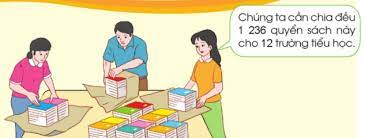 Chúng ta cần chia đều
1 236 quyển sách này
cho 12 trường tiểu học.